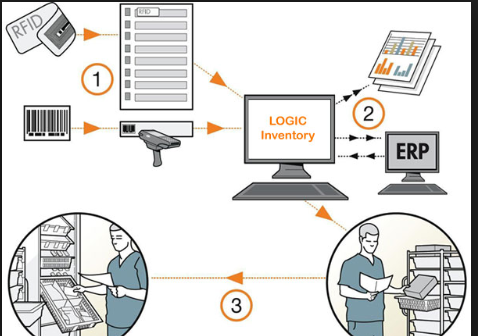 RFID
RFID
1
LOGIC
Inventory
2
ERP
3